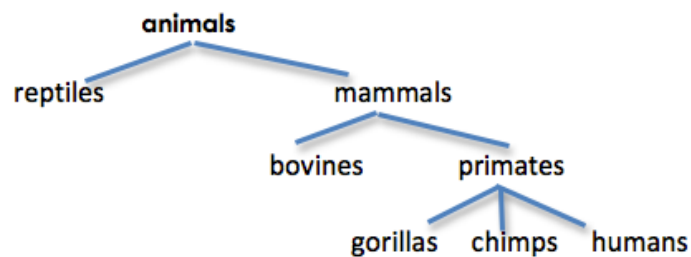 animals
reptiles mammals
bovines primates
gorillas chimps humans